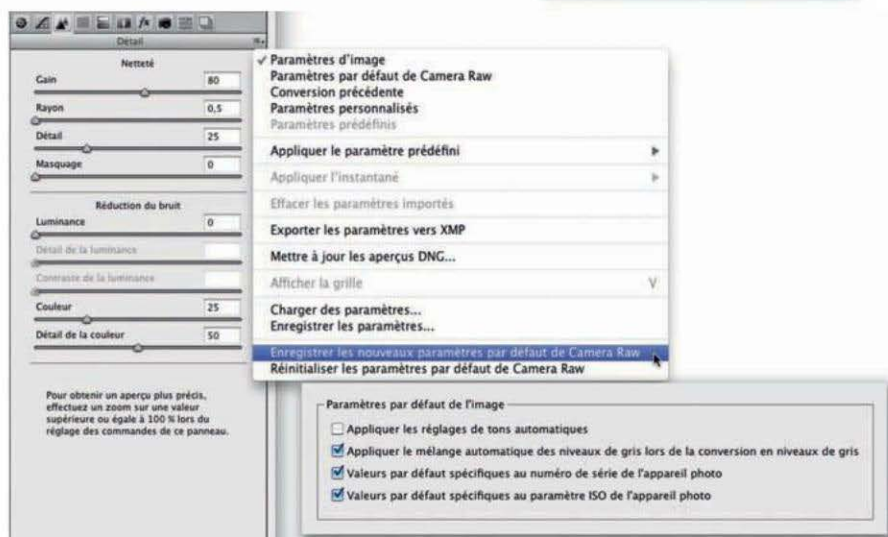 Détail
Netteté
Gain 80
Rayon 0,5
Détail 25
Masquage 0
Réduction du bruit
Luminance 0
Détail de la luminance
Contraste de la luminance
Couleur 25
Détail de la couleur 50
Pour obtenir un aperçu plus précis,
effectuez un zoom sur une valeur
supérieure ou égale à 100 % lors du
réglage des commandes de ce panneau.
✓ Paramètres d'image
Paramètres par défaut de Camera Raw
Conversion précédente
Paramètres personnalisés
Paramètres prédéfinis
Appliquer le paramètre prédéfini
Appliquer l'instantané
Effacer les paramètres importés
Exporter les paramètres vers XMP
Mettre à jour les aperçus DNG...
Afficher la grille V
Charger des paramètres...
Enregistrer les paramètres...
Enregistrer les nouveaux paramètres par défaut de Camera Raw
Réinitialiser les paramètres par défaut de Camera Raw
Paramètres par défaut de l'image
Appliquer les réglages de tons automatiques
Appliquer le mélange automatique des niveaux de gris lors de la conversion en niveaux de gris
Valeurs par défaut spécifiques au numéro de série de l'appareil photo
Valeurs par défaut spécifiques au paramètre ISO de l'appareil photo